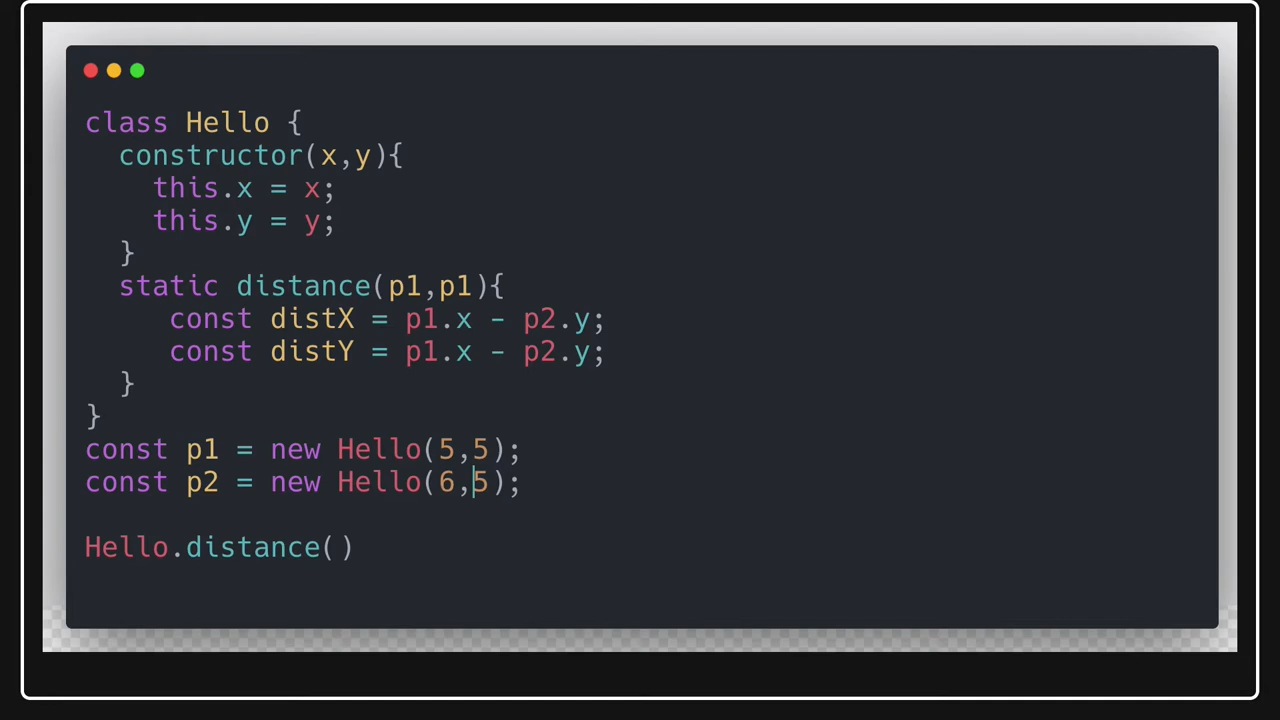 class Hello {
  constructor(x,y){
    this.x = x;
    this.y = y;
  }
  static distance(p1,p1){
     const distX = p1.x - p2.y;
     const distY = p1.x - p2.y;
  }
}
const p1 = new Hello(5,5);
const p2 = new Hello(6,5);

Hello.distance()